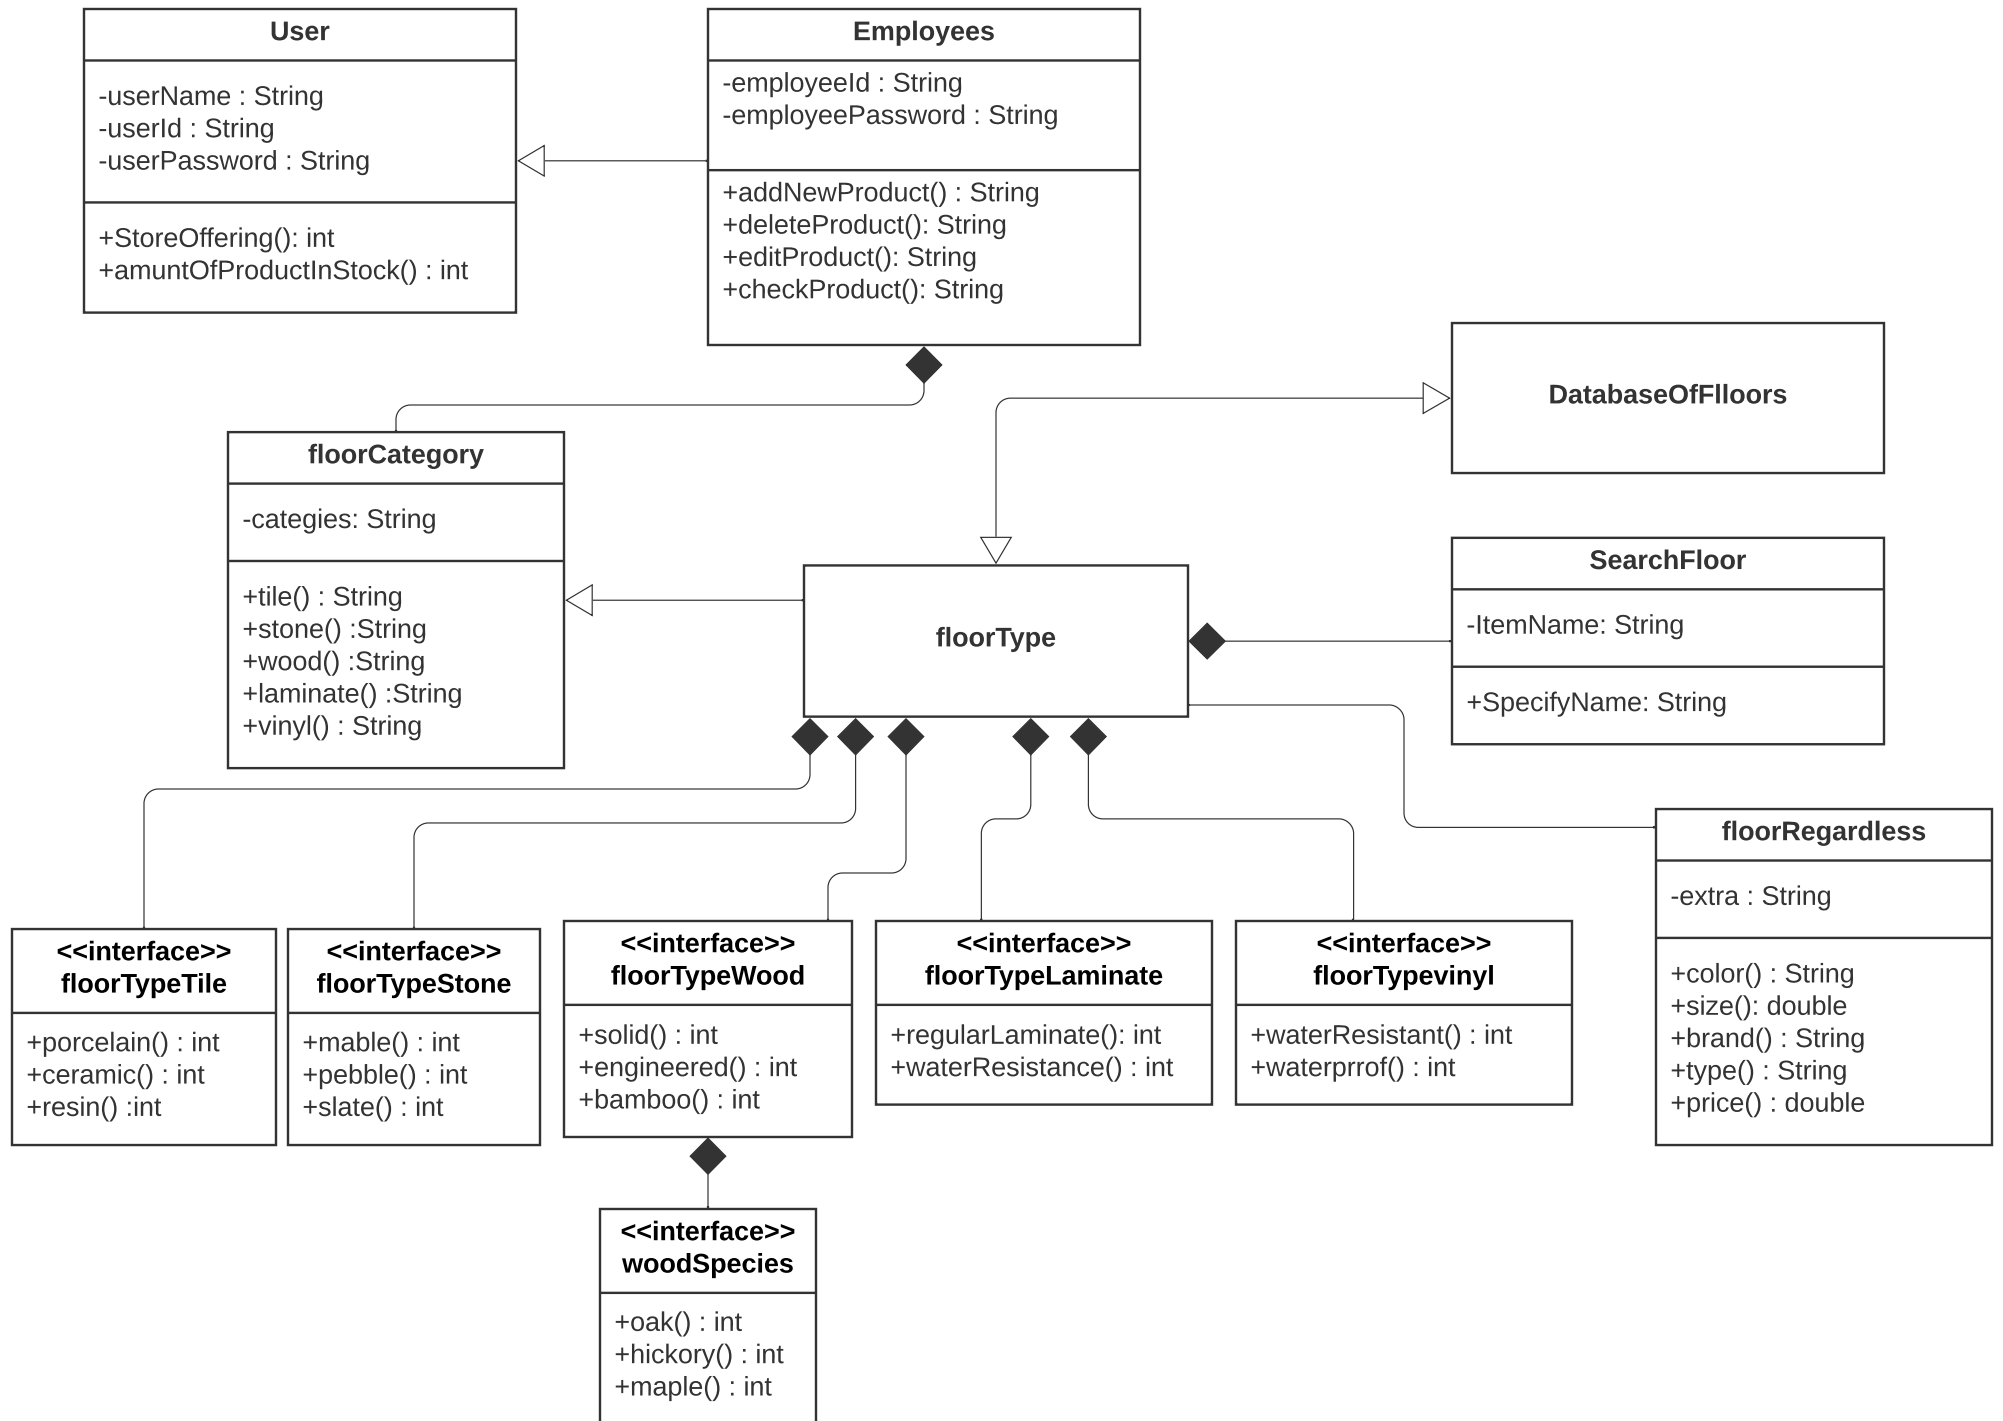 User
-userName : String
-userId : String
-userPassword : String
+StoreOffering(): int
+amuntOfProductInStock() : int
Employees
-employeeId : String
-employeePassword : String
+addNewProduct() : String
+deleteProduct(): String
+editProduct(): String
+checkProduct(): String
DatabaseOfFlloors
floorCategory
-categies: String
+tile() : String
+stone() :String
+wood() :String
+laminate() :String
+vinyl() : String
floorType
SearchFloor
-ItemName: String
+SpecifyName: String
floorRegardless
-extra : String
+color() : String
+size(): double
+brand() : String
+type() : String
+price() : double
<<interface>>
floorTypeTile
+porcelain() : int
+ceramic() : int
+resin() :int
<<interface>>
floorTypeStone
+mable() : int
+pebble() : int
+slate() : int
<<interface>>
floorTypeWood
+solid() : int
+engineered() : int
+bamboo() : int
<<interface>>
floorTypeLaminate
+regularLaminate(): int
+waterResistance() : int
<<interface>>
floorTypevinyl
+waterResistant() : int
+waterprrof() : int
<<interface>>
woodSpecies
+oak() : int
+hickory() : int
+maple() : int